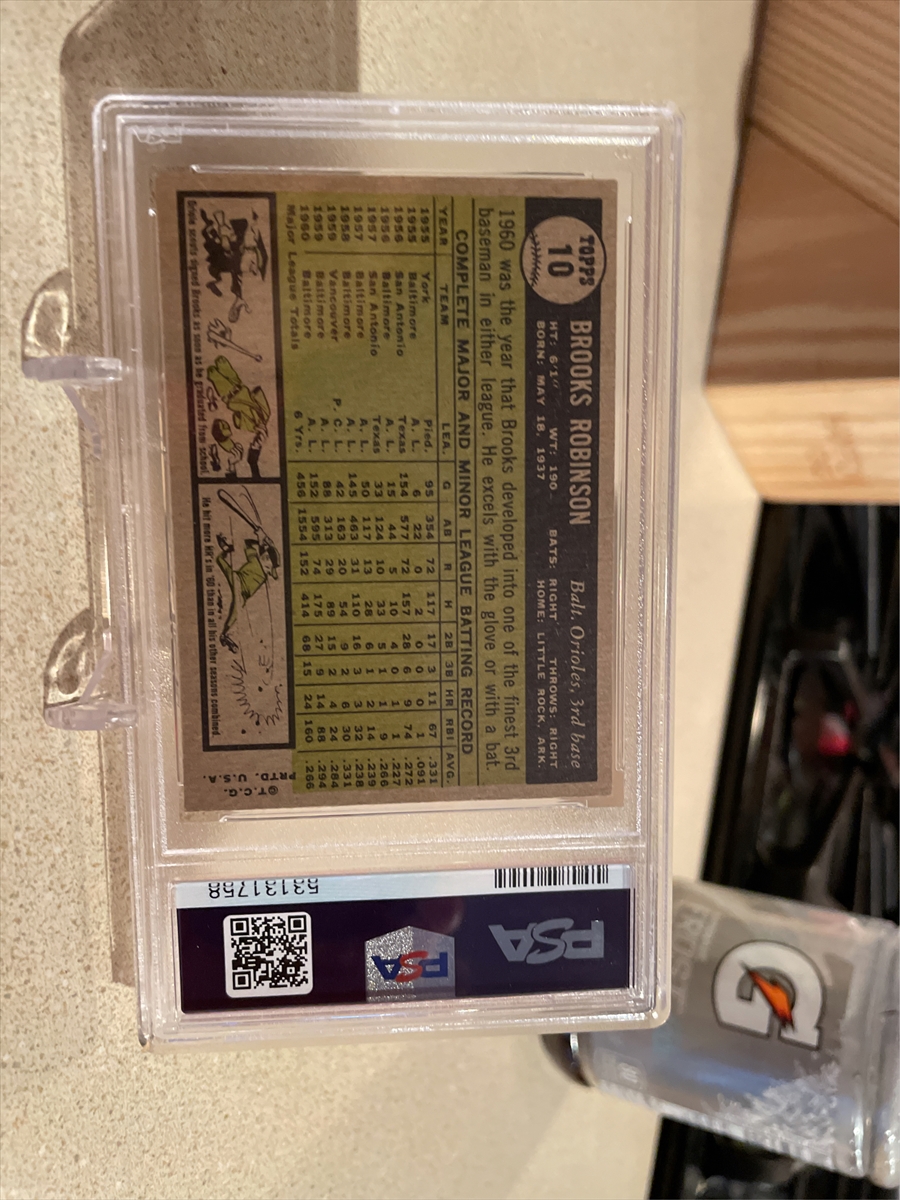 TOPPS
10
BROOKS ROBINSON Balt. Orioles, 3rd base
HT: 6'1" WT: 190 BATS: RIGHT THROWS: RIGHT
BORN: MAY 18, 1937 HOME: LITTLE ROCK, ARK.
1960 was the year that Brooks developed into one of the finest 3rd
baseman in either league. He excels with the glove or with a bat.
COMPLETE MAJOR AND MINOR LEAGUE BATTING RECORD
YEAR TEAM LEA. G AB R H 2B 3B HR RBI AVG.
1955 York Pied. 95 354 72 117 17 3 11 67 .331
1955 Baltimore A. L. 6 22 0 2 0 0 0 1 .091
1956 San Antonio Texas 154 577 72 157 28 6 9 74 .272
1956 Baltimore A. L. 15 44 5 10 4 0 1 1 .227
1957 San Antonio Texas 33 124 10 33 5 1 1 9 .266
1957 Baltimore A. L. 50 117 13 28 6 1 2 14 .239
1958 Baltimore A. L. 145 463 31 110 16 3 3 32 .238
1959 Vancouver P. C. L. 42 163 20 54 9 2 6 30 .331
1959 Baltimore A. L. 88 313 29 89 15 2 4 24 .284
1960 Baltimore A. L. 152 595 74 175 27 9 14 88 .294
Major League Totals 6 Yrs. 456 1554 152 414 68 15 24 160 .266
Oriole scouts signed Brooks as soon as he graduated from school.
He hit more HR's in '60 than in all his other seasons combined.
©T.C.G. PRTD. U.S.A.
PSA
PSA
53131758
G